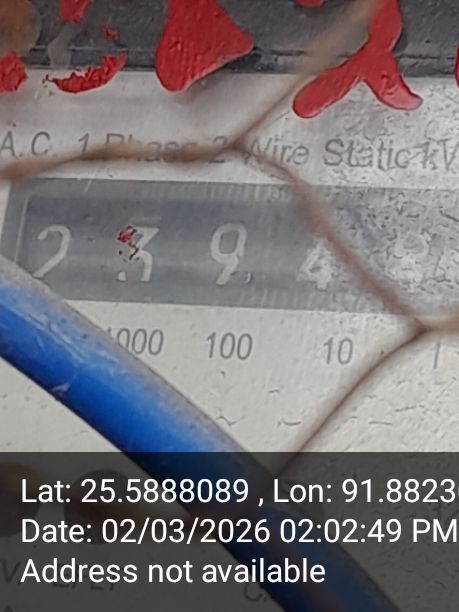 A.C. 1 Phase 2 Wire Static kV
2 3 9 4
1000 100 10 1
Lat: 25.5888089 , Lon: 91.8823
Date: 02/03/2026 02:02:49 PM
Address not available